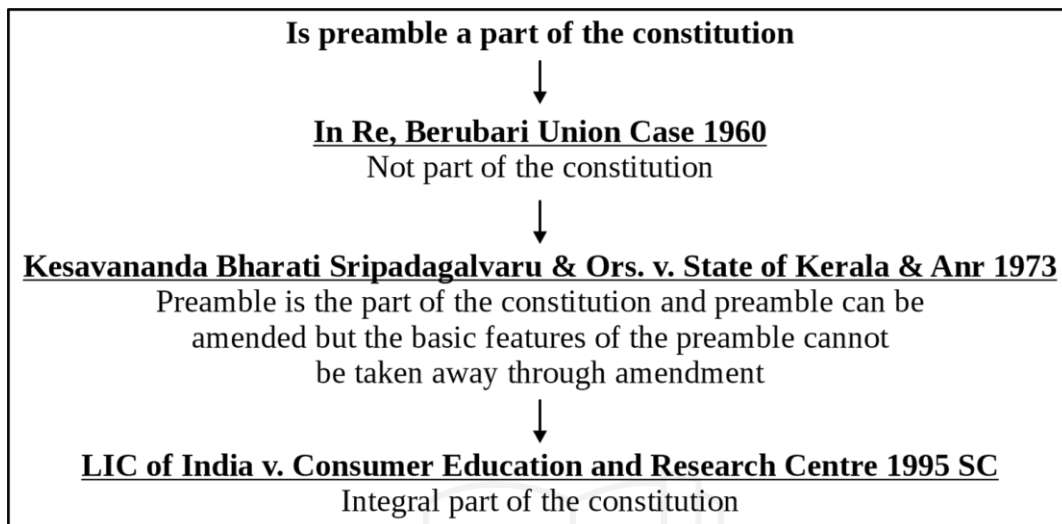 Is preamble a part of the constitution
In Re, Berubari Union Case 1960
Not part of the constitution
Kesavananda Bharati Sripadagalvaru & Ors. v. State of Kerala & Anr 1973
Preamble is the part of the constitution and preamble can be
amended but the basic features of the preamble cannot
be taken away through amendment
LIC of India v. Consumer Education and Research Centre 1995 SC
Integral part of the constitution